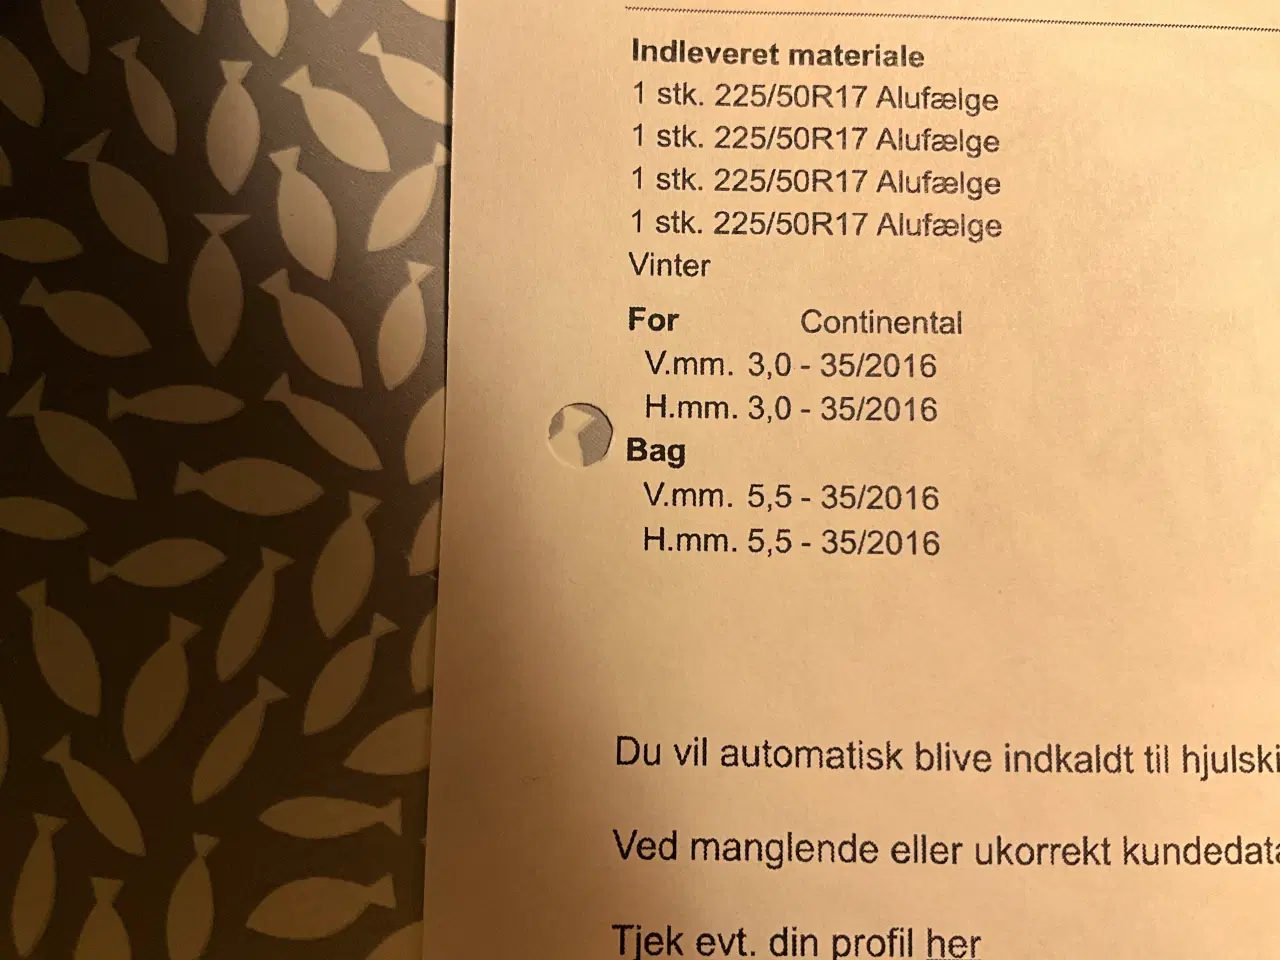 Indleveret materiale
1 stk. 225/50R17 Alufælge
1 stk. 225/50R17 Alufælge
1 stk. 225/50R17 Alufælge
1 stk. 225/50R17 Alufælge
Vinter
For Continental
V.mm. 3,0 - 35/2016
H.mm. 3,0 - 35/2016
Bag
V.mm. 5,5 - 35/2016
H.mm. 5,5 - 35/2016
Du vil automatisk blive indkaldt til hjulski
Ved manglende eller ukorrekt kundedata
Tjek evt. din profil her